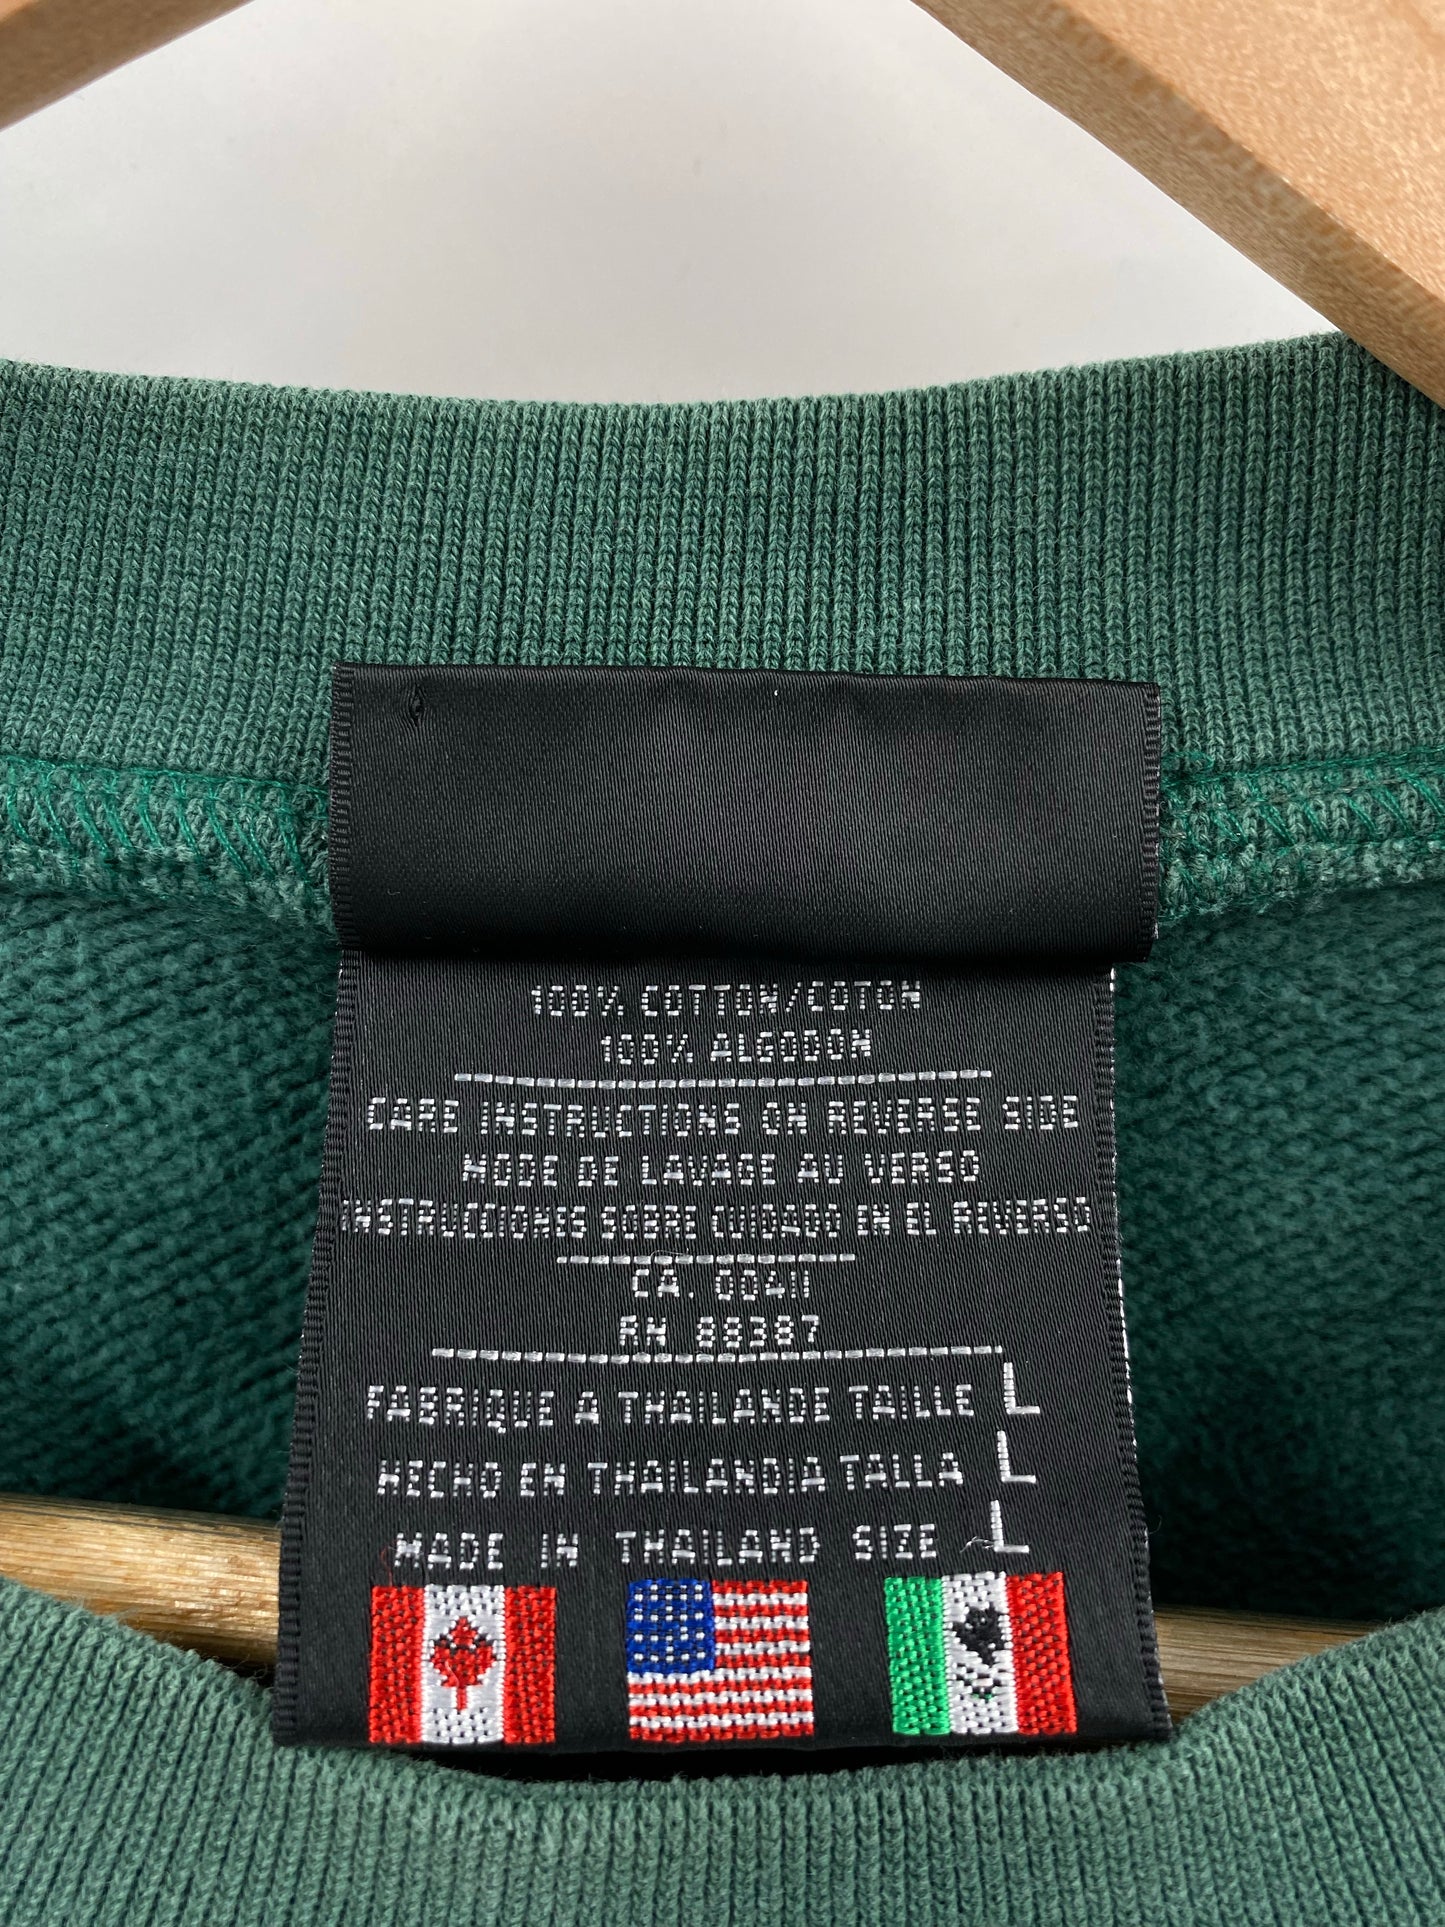 100% COTTON/COTON
100% ALGODON
CARE INSTRUCTIONS ON REVERSE SIDE
MODE DE LAVAGE AU VERSO
INSTRUCCIONES SOBRE CUIDADO EN EL REVERSO
CA. 00411
RN 88387
FABRIQUE A THAILANDE TAILLE L
HECHO EN THAILANDIA TALLA L
MADE IN THAILAND SIZE L